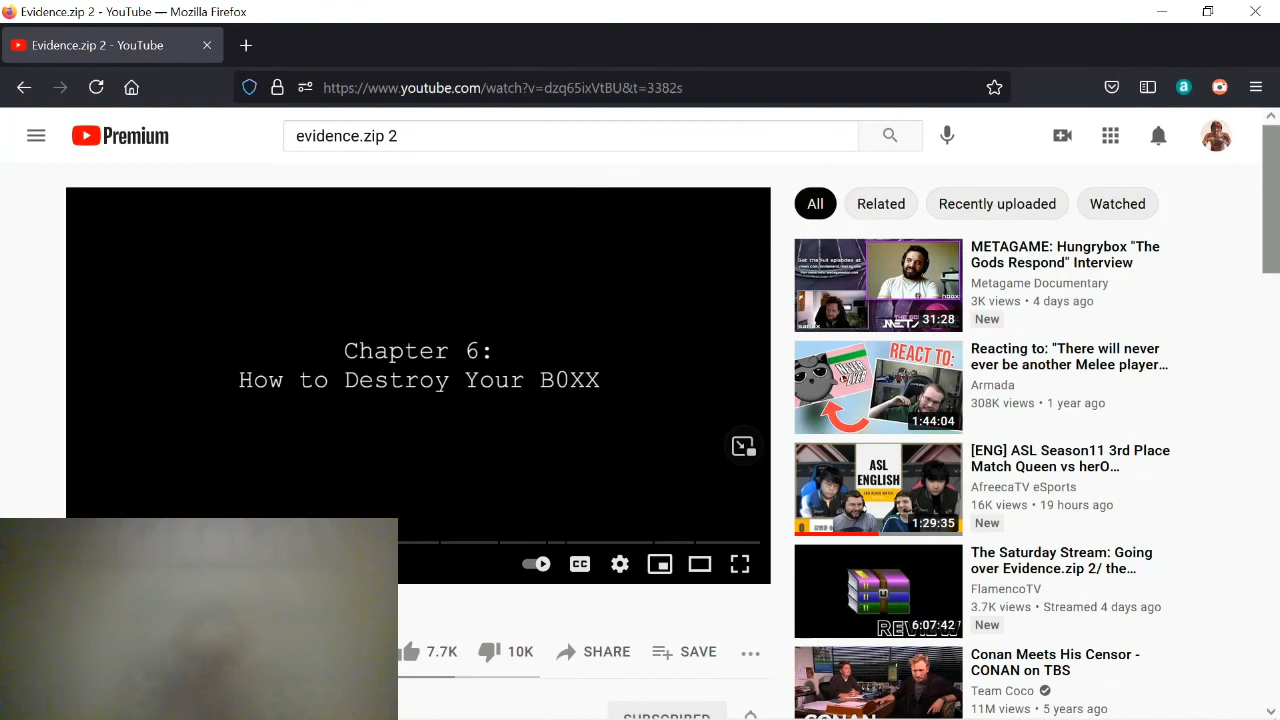 Evidence.zip 2 - YouTube — Mozilla Firefox
Evidence.zip 2 - YouTube
https://www.youtube.com/watch?v=dzq65ixVtBU&t=3382s
Premium
evidence.zip 2
Chapter 6:
How to Destroy Your B0XX
CC
7.7K
10K
SHARE
SAVE
SUBSCRIBED
All
Related
Recently uploaded
Watched
31:28
METAGAME: Hungrybox "The
Gods Respond" Interview
Metagame Documentary
3K views • 4 days ago
New
REACT TO:
NEVER
EVER
1:44:04
Reacting to: "There will never
ever be another Melee player…
Armada
308K views • 1 year ago
ASL
ENGLISH
1:29:35
[ENG] ASL Season11 3rd Place
Match Queen vs herO…
AfreecaTV eSports
16K views • 19 hours ago
New
REVIEW
6:07:42
The Saturday Stream: Going
over Evidence.zip 2/ the…
FlamencoTV
3.7K views • Streamed 4 days ago
New
CONAN
Conan Meets His Censor -
CONAN on TBS
Team Coco
11M views • 5 years ago